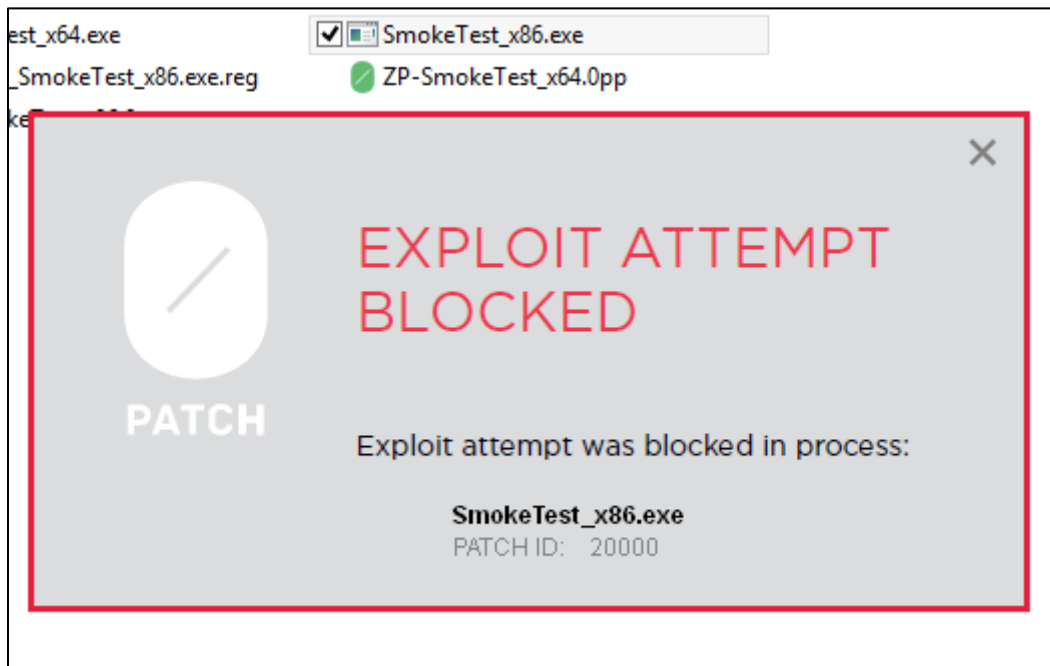 est_x64.exe SmokeTest_x86.exe
_SmokeTest_x86.exe.reg ZP-SmokeTest_x64.0pp
PATCH
EXPLOIT ATTEMPT
BLOCKED
Exploit attempt was blocked in process:
SmokeTest_x86.exe
PATCH ID: 20000